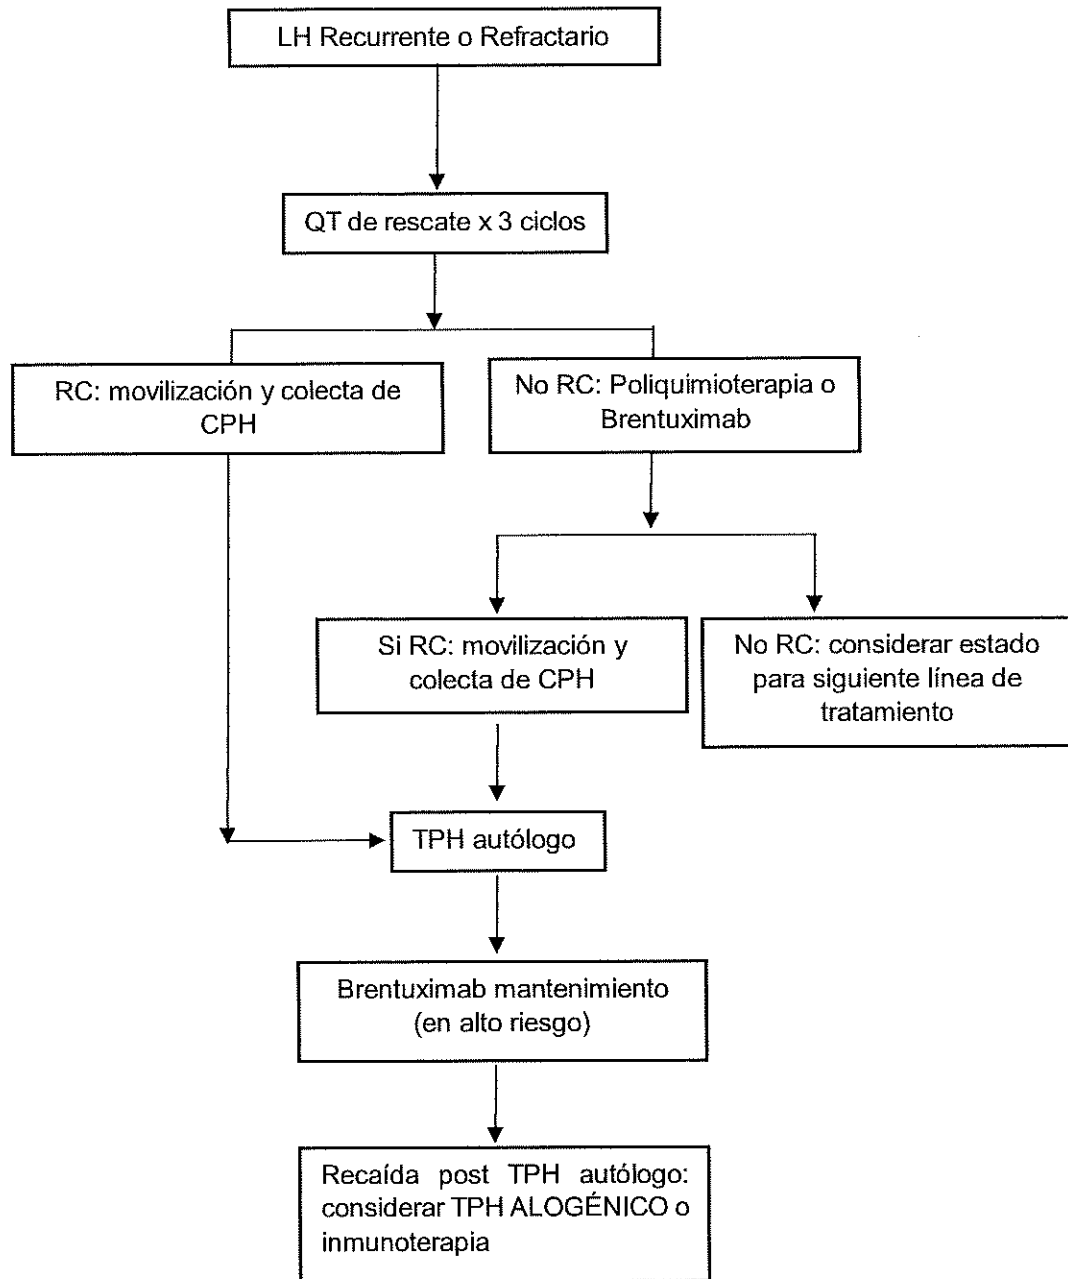 LH Recurrente o Refractario
QT de rescate x 3 ciclos
RC: movilización y colecta de
CPH
No RC: Poliquimioterapia o
Brentuximab
Si RC: movilización y
colecta de CPH
No RC: considerar estado
para siguiente línea de
tratamiento
TPH autólogo
Brentuximab mantenimiento
(en alto riesgo)
Recaída post TPH autólogo:
considerar TPH ALOGÉNICO o
inmunoterapia